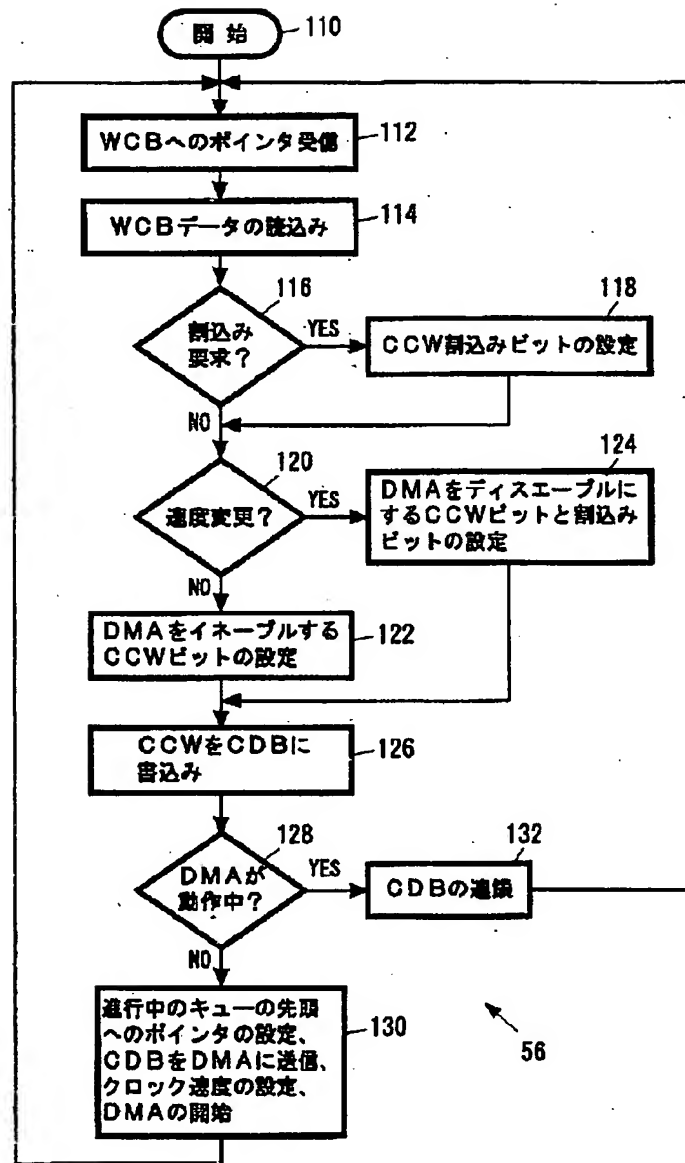 開始
110
WCBへのポインタ受信
112
WCBデータの読込み
114
116
割込み
要求?
YES
NO
118
CCW割込みビットの設定
120
速度変更?
YES
NO
124
DMAをディスエーブルに
するCCWビットと割込み
ビットの設定
DMAをイネーブルする
CCWビットの設定
122
CCWをCDBに
書込み
126
128
DMAが
動作中?
YES
NO
132
CDBの連鎖
進行中のキューの先頭
へのポインタの設定、
CDBをDMAに送信、
クロック速度の設定、
DMAの開始
130
56